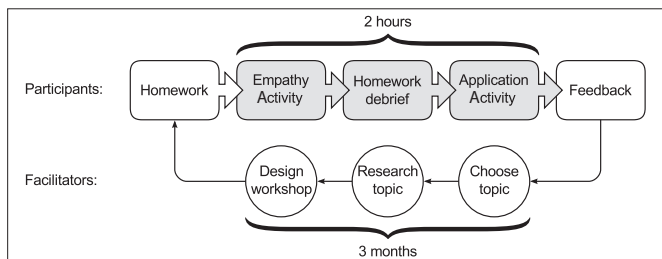 2 hours
Participants:
Homework
Empathy
Activity
Homework
debrief
Application
Activity
Feedback
Facilitators:
Design
workshop
Research
topic
Choose
topic
3 months